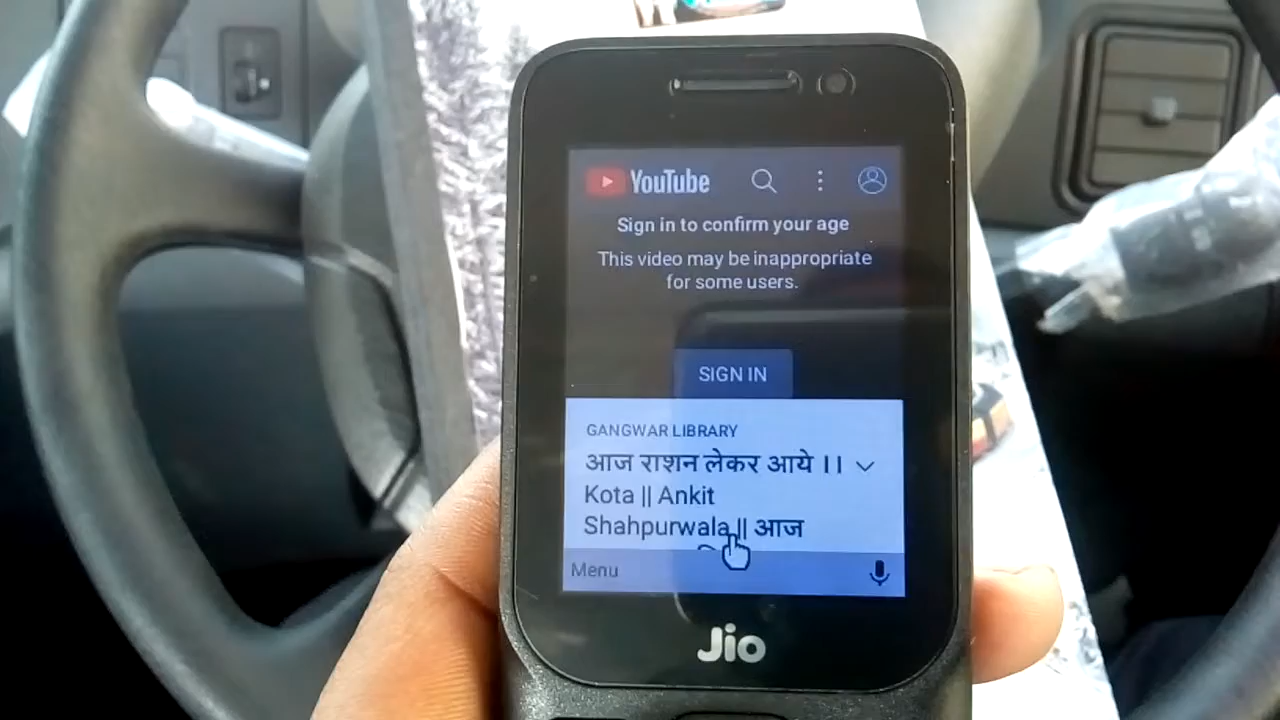 YouTube
Sign in to confirm your age
This video may be inappropriate
for some users.
SIGN IN
GANGWAR LIBRARY
आज राशन लेकर आये ।।
Kota || Ankit
Shahpurwala || आज
Menu
Jio